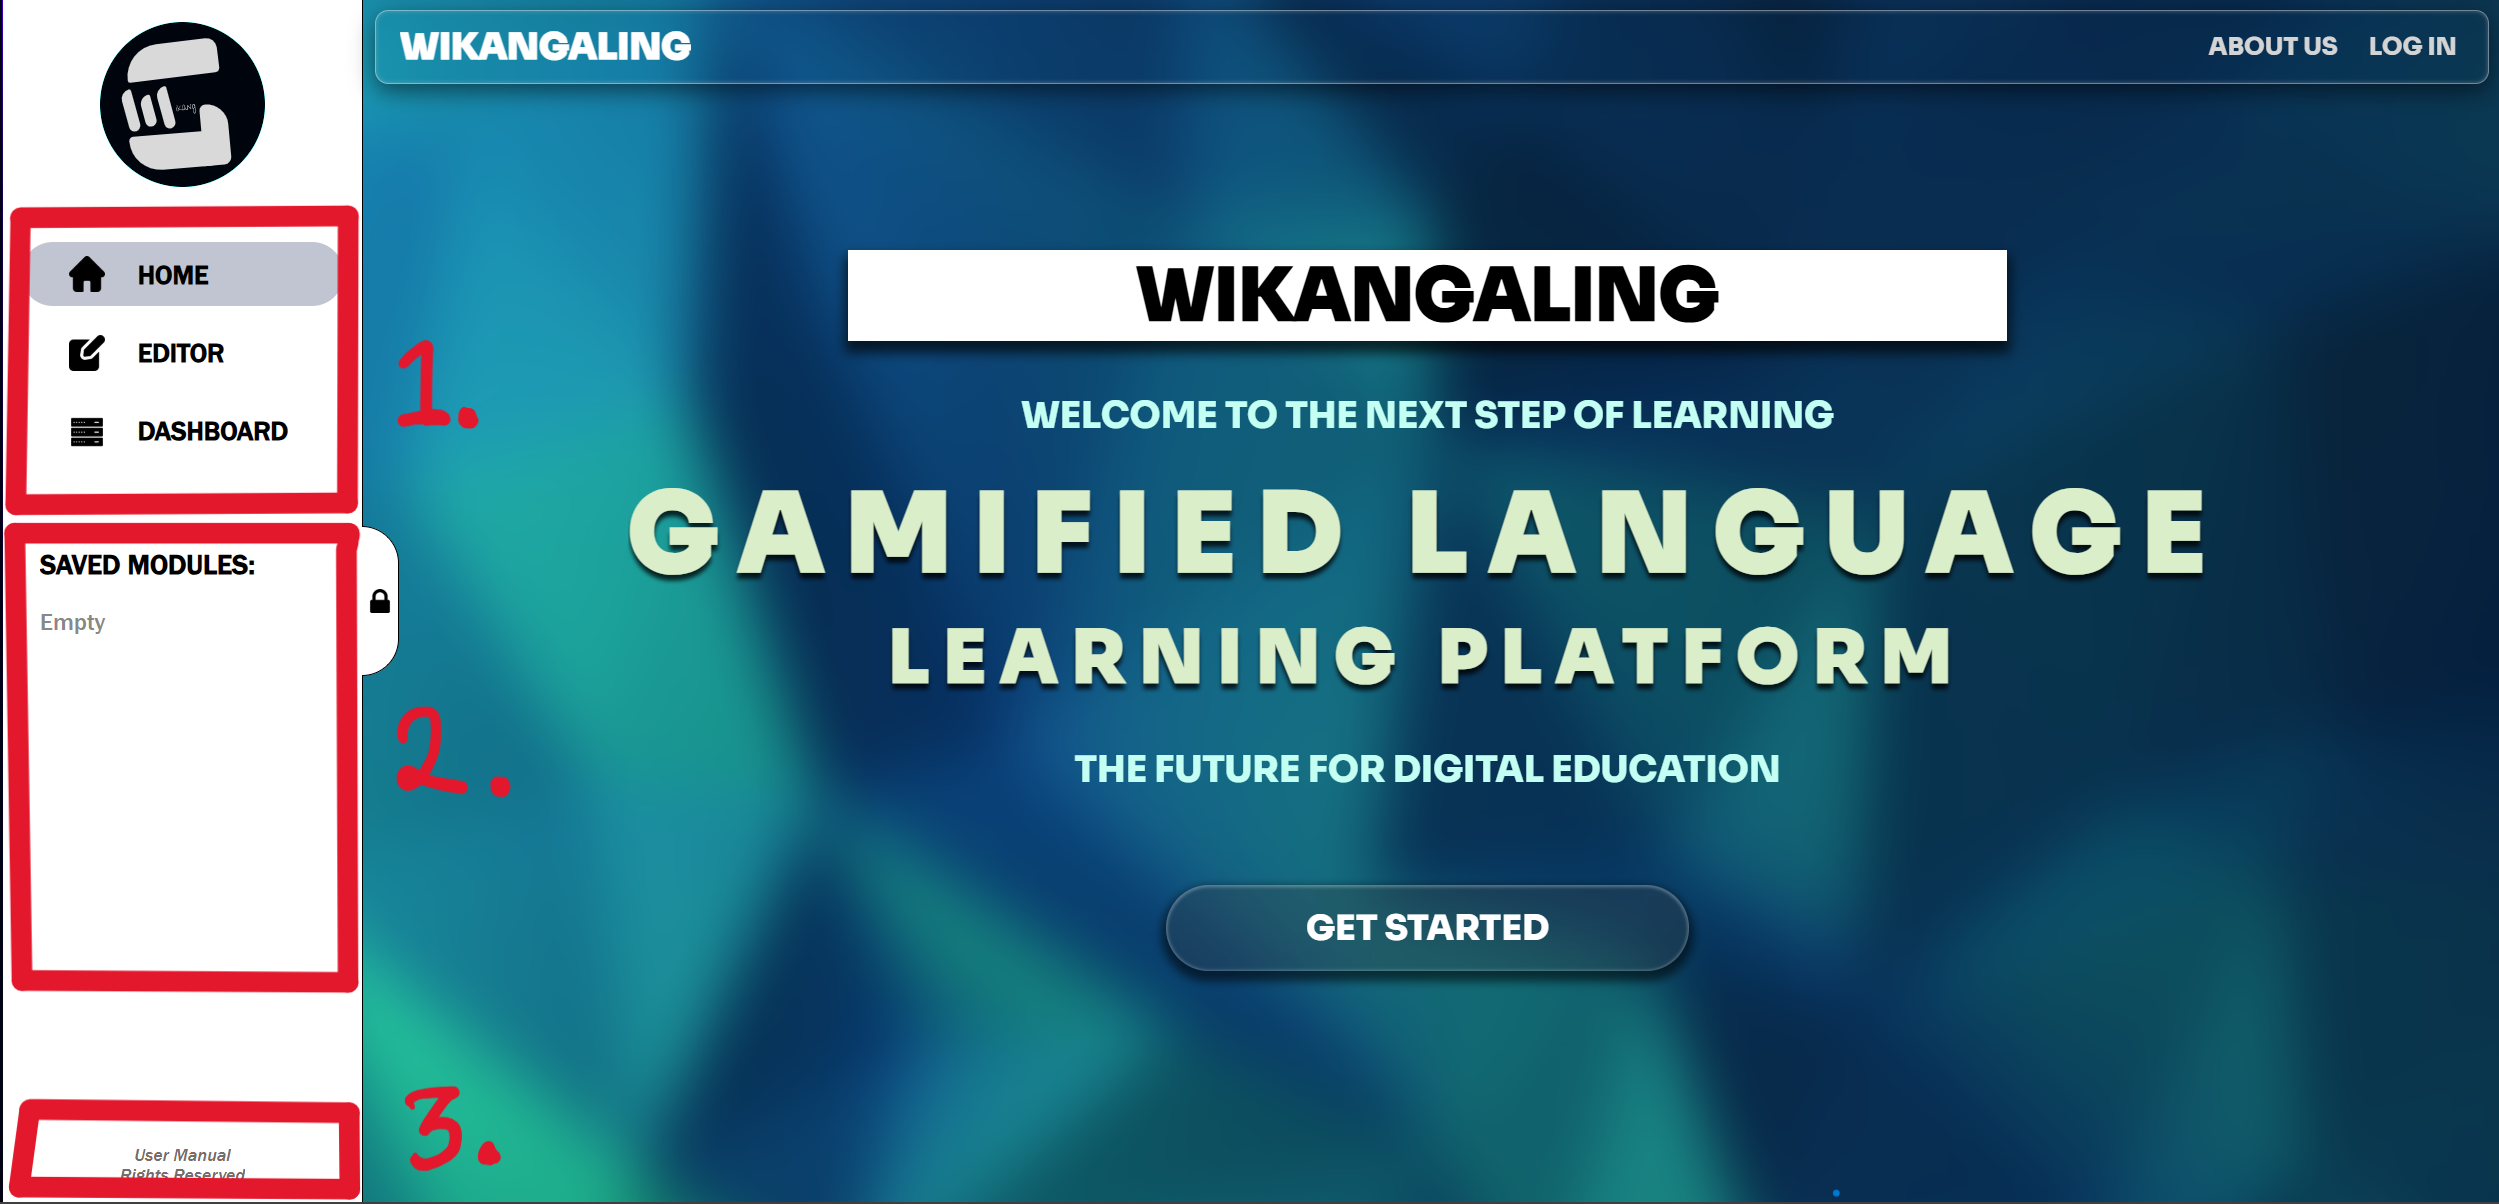 WIKANGALING
ABOUT US LOG IN
ikang
HOME
EDITOR
DASHBOARD
1.
SAVED MODULES:
Empty
2.
User Manual
Rights Reserved
3.
WIKANGALING
WELCOME TO THE NEXT STEP OF LEARNING
GAMIFIED LANGUAGE
LEARNING PLATFORM
THE FUTURE FOR DIGITAL EDUCATION
GET STARTED